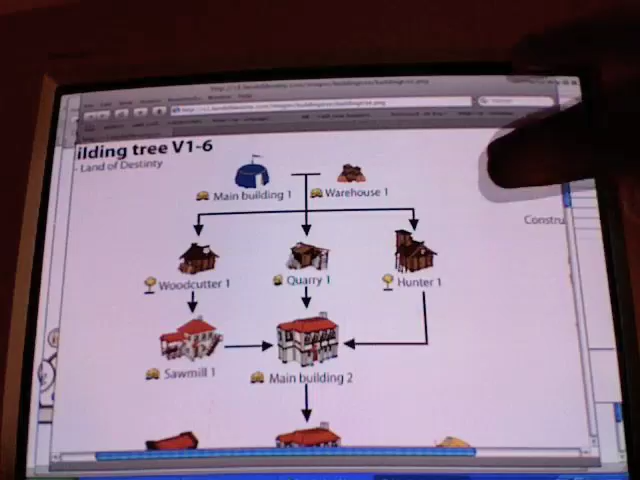 ilding tree V1-6
- Land of Destiny
Main building 1
Warehouse 1
Constru
Woodcutter 1
Quarry 1
Hunter 1
Sawmill 1
Main building 2